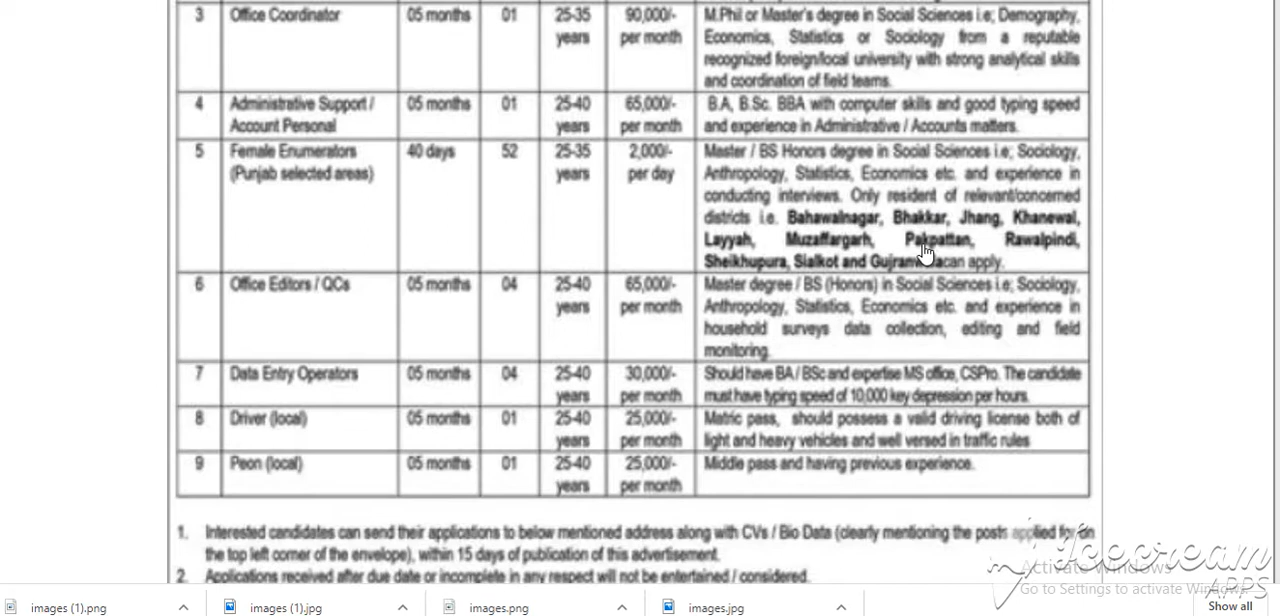 3 Office Coordinator 05 months 01 25-35 90,000/- M.Phil or Master's degree in Social Sciences i.e; Demography,
years per month Economics, Statistics or Sociology from a reputable
recognized foreign/local university with strong analytical skills
and coordination of field teams.
4 Administrative Support / 05 months 01 25-40 65,000/- B.A, B.Sc. BBA with computer skills and good typing speed
Account Personal years per month and experience in Administrative / Accounts matters.
5 Female Enumerators 40 days 52 25-35 2,000/- Master / BS Honors degree in Social Sciences i.e; Sociology,
(Punjab selected areas) years per day Anthropology, Statistics, Economics etc. and experience in
conducting interviews. Only resident of relevant/concerned
districts i.e. Bahawalnagar, Bhakkar, Jhang, Khanewal,
Layyah, Muzaffargarh, Pakpattan, Rawalpindi,
Sheikhupura, Sialkot and can apply.
6 Office Editors / QCs 05 months 04 25-40 65,000/- Master degree / BS (Honors) in Social Sciences i.e; Sociology,
years per month Anthropology, Statistics, Economics etc. and experience in
household surveys data collection, editing and field
monitoring.
7 Data Entry Operators 05 months 04 25-40 30,000/- Should have BA / BSc and expertise MS office, CSPro. The candidate
years per month must have typing speed of 10,000 key depression per hours.
8 Driver (local) 05 months 01 25-40 25,000/- Matric pass, should possess a valid driving license both of
years per month light and heavy vehicles and well versed in traffic rules
9 Peon (local) 05 months 01 25-40 25,000/- Middle pass and having previous experience.
years per month
1. Interested candidates can send their applications to below mentioned address along with CVs / Bio Data (clearly mentioning the posts applied for on
the top left corner of the envelope), within 15 days of publication of this advertisement.
2. Applications received after due date or incomplete in any respect will not be entertained / considered.
Activate Windows
Go to Settings to activate Windows.
APPS
images (1).png images (1).jpg images.png images.jpg Show all